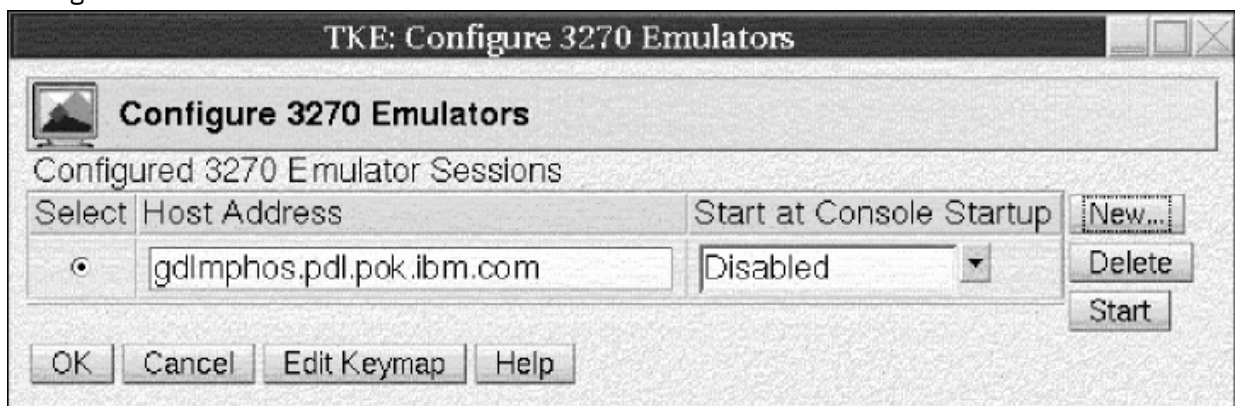 TKE: Configure 3270 Emulators
Configure 3270 Emulators
Configured 3270 Emulator Sessions
Select Host Address Start at Console Startup New...
gdlmphos.pdl.pok.ibm.com Disabled Delete
Start
OK Cancel Edit Keymap Help